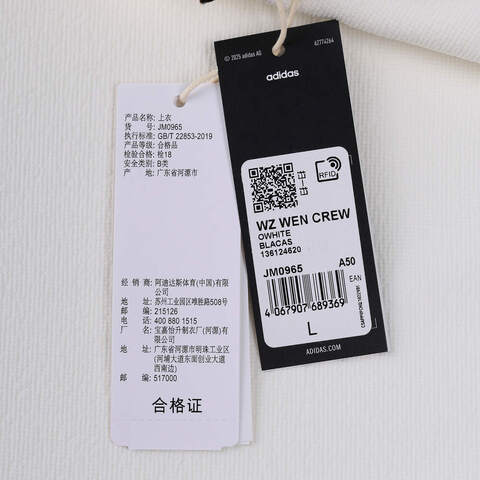 产品名称: 上衣
货 号: JM0965
执行标准: GB/T 22853-2019
产品等级: 合格品
检验合格: 检18
安全类别: B类
产 地: 广东省河源市
经 销 商: 阿迪达斯体育(中国)有限
公司
地 址: 苏州工业园区唯胜路508号
邮 编: 215126
电 话: 400 880 1515
厂 名: 宝嘉怡升制衣厂(河源)有
限公司
地 址: 广东省河源市明珠工业区
(河埔大道东面创业大道
西南边)
邮 编: 517000
合格证
© 2025 adidas AG
62774264
adidas
RFID
WZ WEN CREW
OWHITE
BLACAS
136124620
JM0965 A50
EAN
4 067907 689369
L
ADIDAS.COM